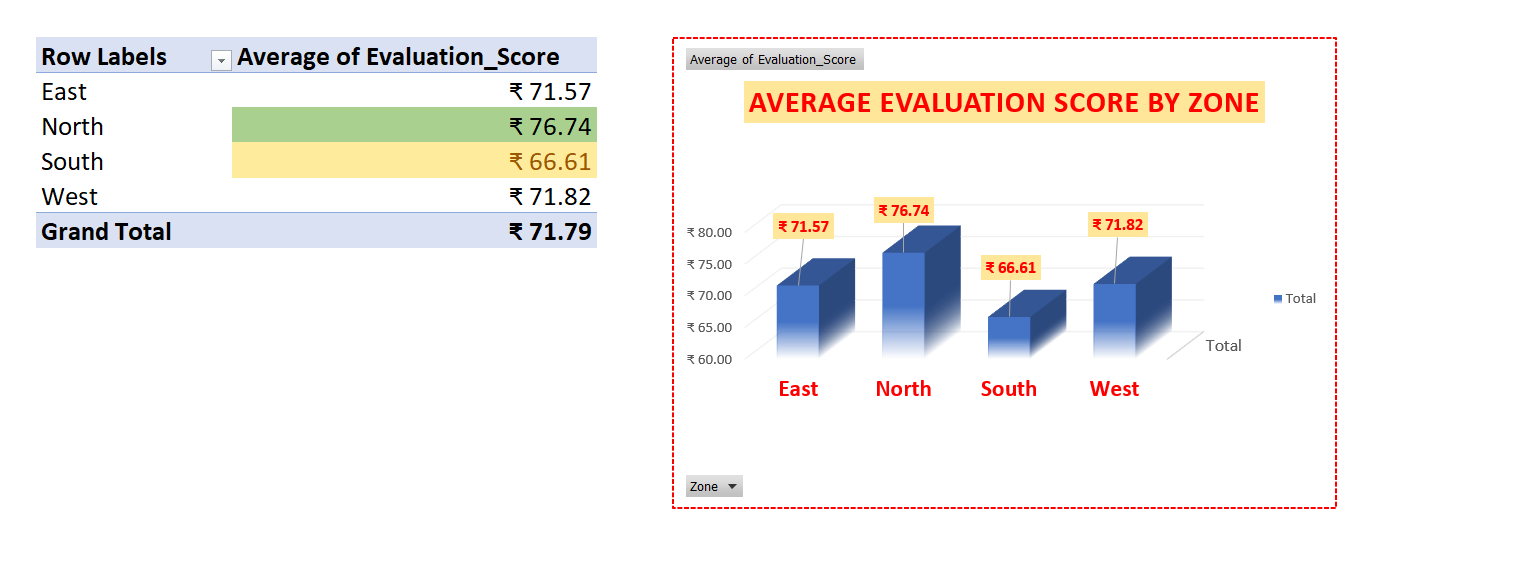 Row Labels Average of Evaluation_Score
East ₹ 71.57
North ₹ 76.74
South ₹ 66.61
West ₹ 71.82
Grand Total ₹ 71.79
Average of Evaluation_Score
AVERAGE EVALUATION SCORE BY ZONE
₹ 80.00
₹ 75.00
₹ 70.00
₹ 65.00
₹ 60.00
₹ 71.57
₹ 76.74
₹ 66.61
₹ 71.82
East North South West
Total
Total
Zone